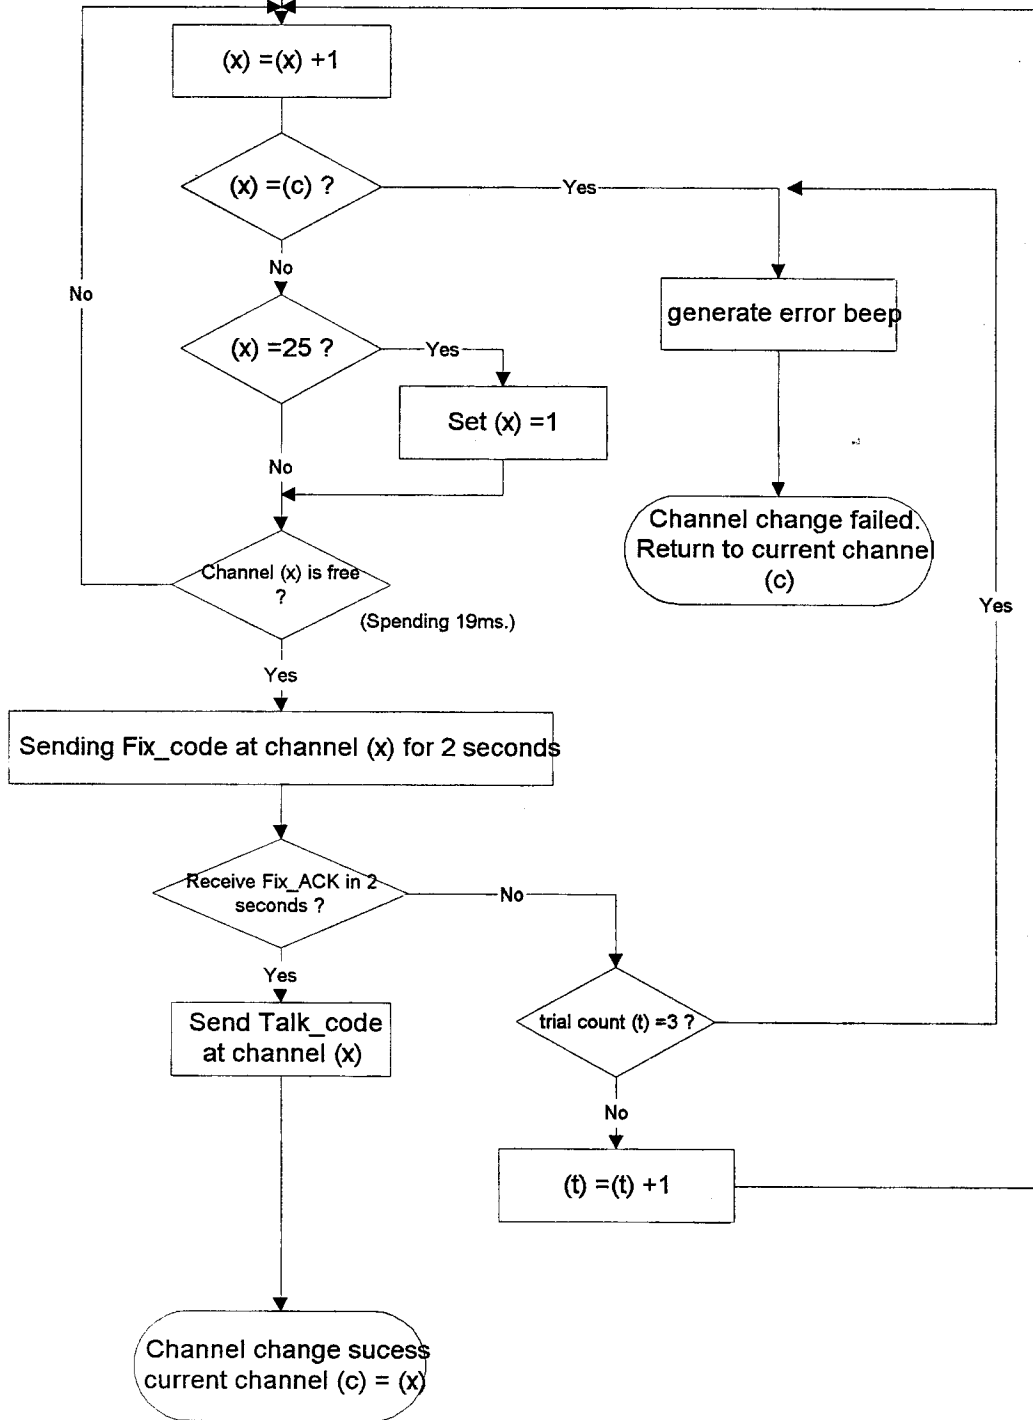 (x) =(x) +1
(x) =(c) ?
Yes
No
No
(x) =25 ?
Yes
generate error beep
Set (x) =1
No
Channel change failed.
Return to current channel
(c)
Channel (x) is free
?
(Spending 19ms.)
Yes
Yes
Sending Fix_code at channel (x) for 2 seconds
Receive Fix_ACK in 2
seconds ?
No
Yes
Send Talk_code
at channel (x)
trial count (t) =3 ?
No
(t) =(t) +1
Channel change sucess
current channel (c) = (x)